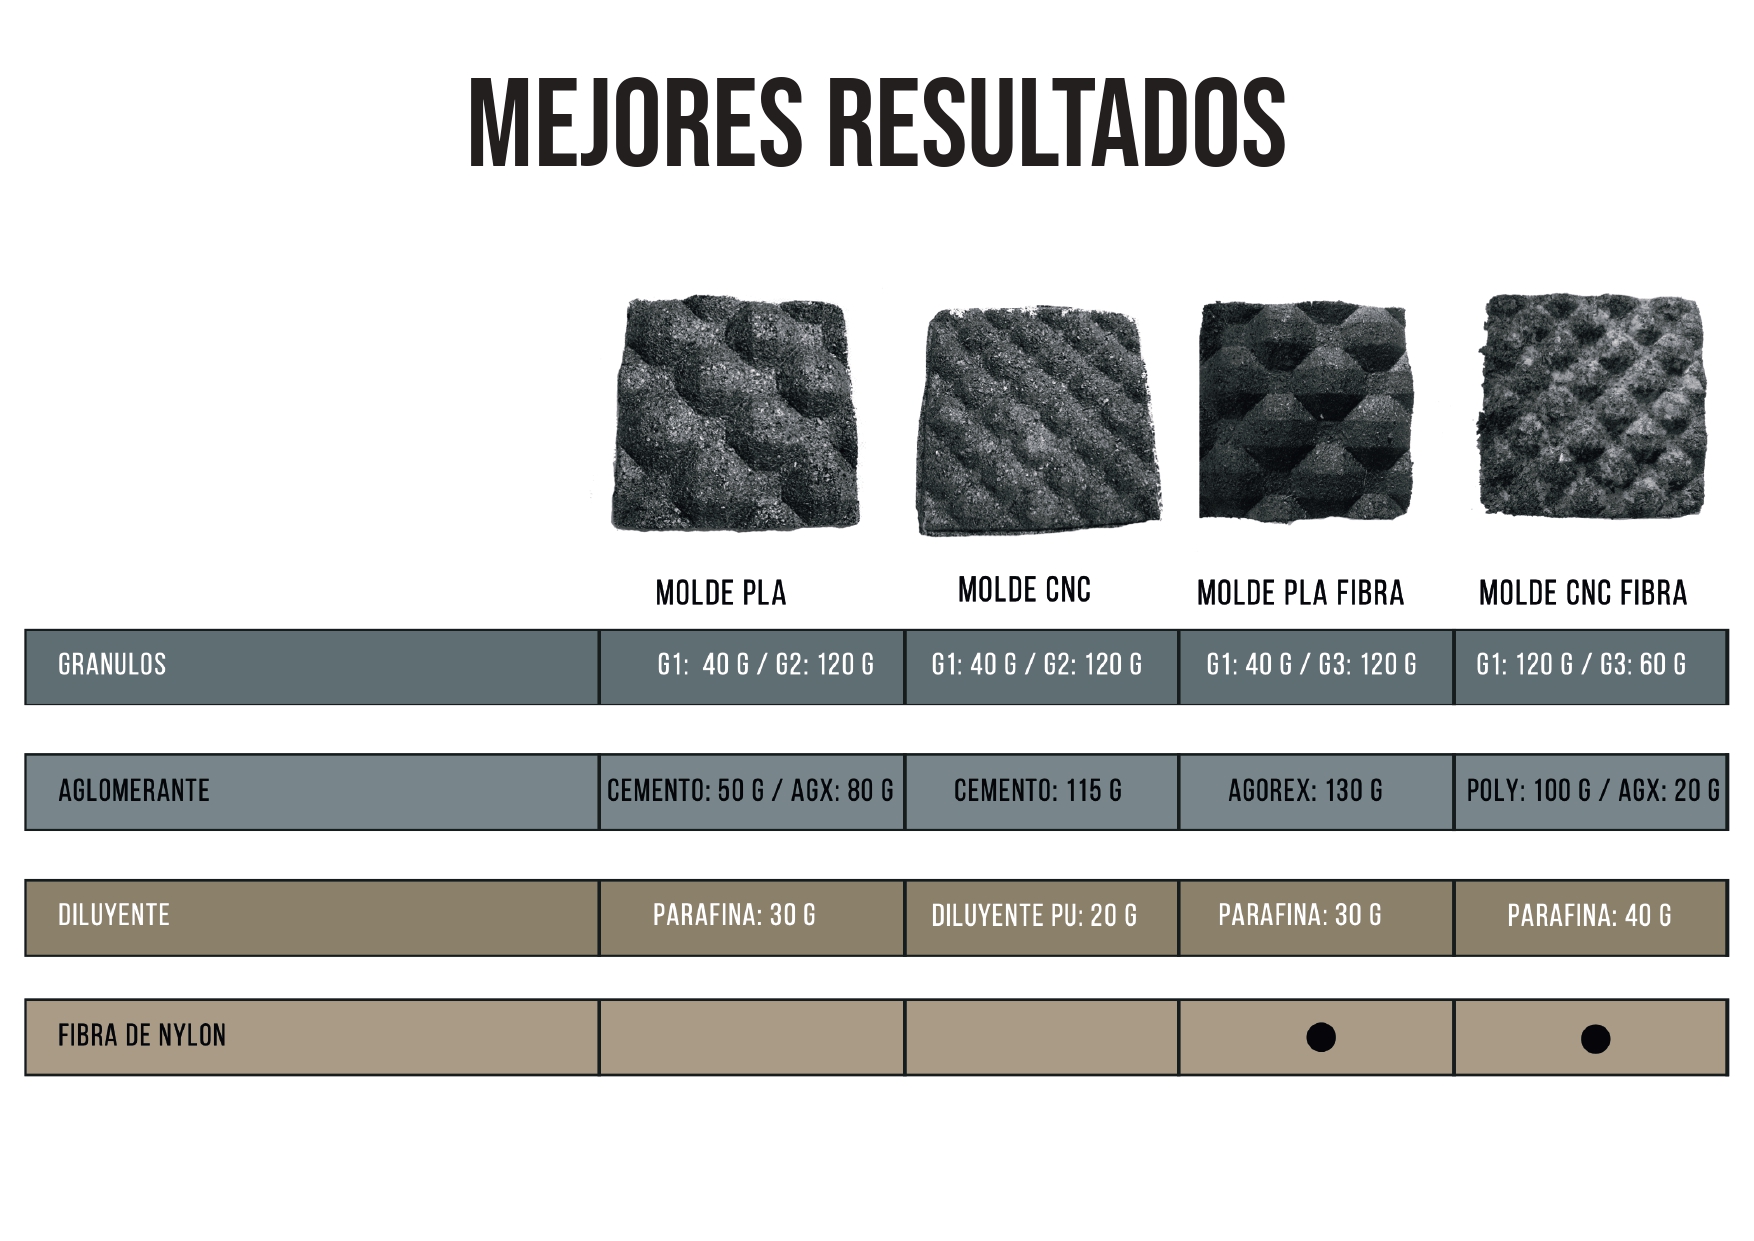 MEJORES RESULTADOS
MOLDE PLA
MOLDE CNC
MOLDE PLA FIBRA
MOLDE CNC FIBRA
GRANULOS
G1: 40 G / G2: 120 G
G1: 40 G / G2: 120 G
G1: 40 G / G3: 120 G
G1: 120 G / G3: 60 G
AGLOMERANTE
CEMENTO: 50 G / AGX: 80 G
CEMENTO: 115 G
AGOREX: 130 G
POLY: 100 G / AGX: 20 G
DILUYENTE
PARAFINA: 30 G
DILUYENTE PU: 20 G
PARAFINA: 30 G
PARAFINA: 40 G
FIBRA DE NYLON